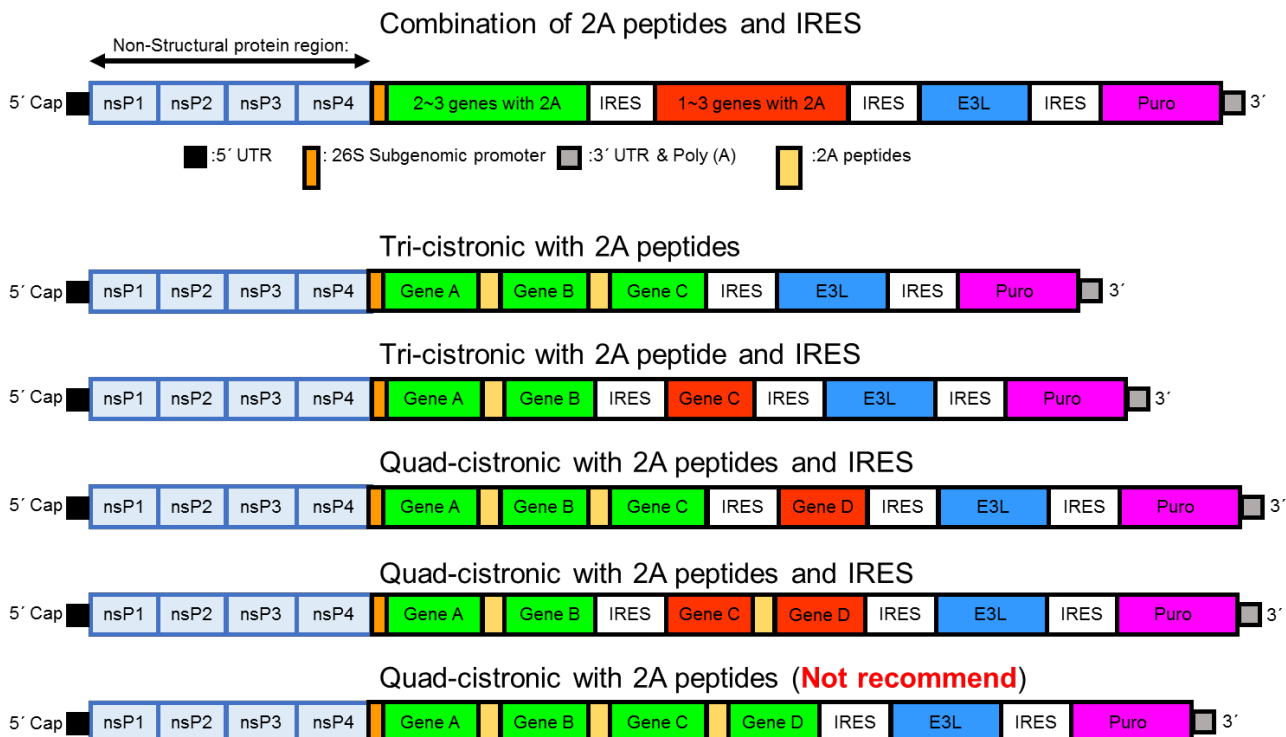 Combination of 2A peptides and IRES
Non-Structural protein region:
5´ Cap nsP1 nsP2 nsP3 nsP4 2~3 genes with 2A IRES 1~3 genes with 2A IRES E3L IRES Puro 3´
:5´ UTR : 26S Subgenomic promoter :3´ UTR & Poly (A) :2A peptides
Tri-cistronic with 2A peptides
5´ Cap nsP1 nsP2 nsP3 nsP4 Gene A Gene B Gene C IRES E3L IRES Puro 3´
Tri-cistronic with 2A peptide and IRES
5´ Cap nsP1 nsP2 nsP3 nsP4 Gene A Gene B IRES Gene C IRES E3L IRES Puro 3´
Quad-cistronic with 2A peptides and IRES
5´ Cap nsP1 nsP2 nsP3 nsP4 Gene A Gene B Gene C IRES Gene D IRES E3L IRES Puro 3´
Quad-cistronic with 2A peptides and IRES
5´ Cap nsP1 nsP2 nsP3 nsP4 Gene A Gene B IRES Gene C Gene D IRES E3L IRES Puro 3´
Quad-cistronic with 2A peptides (Not recommend)
5´ Cap nsP1 nsP2 nsP3 nsP4 Gene A Gene B Gene C Gene D IRES E3L IRES Puro 3´